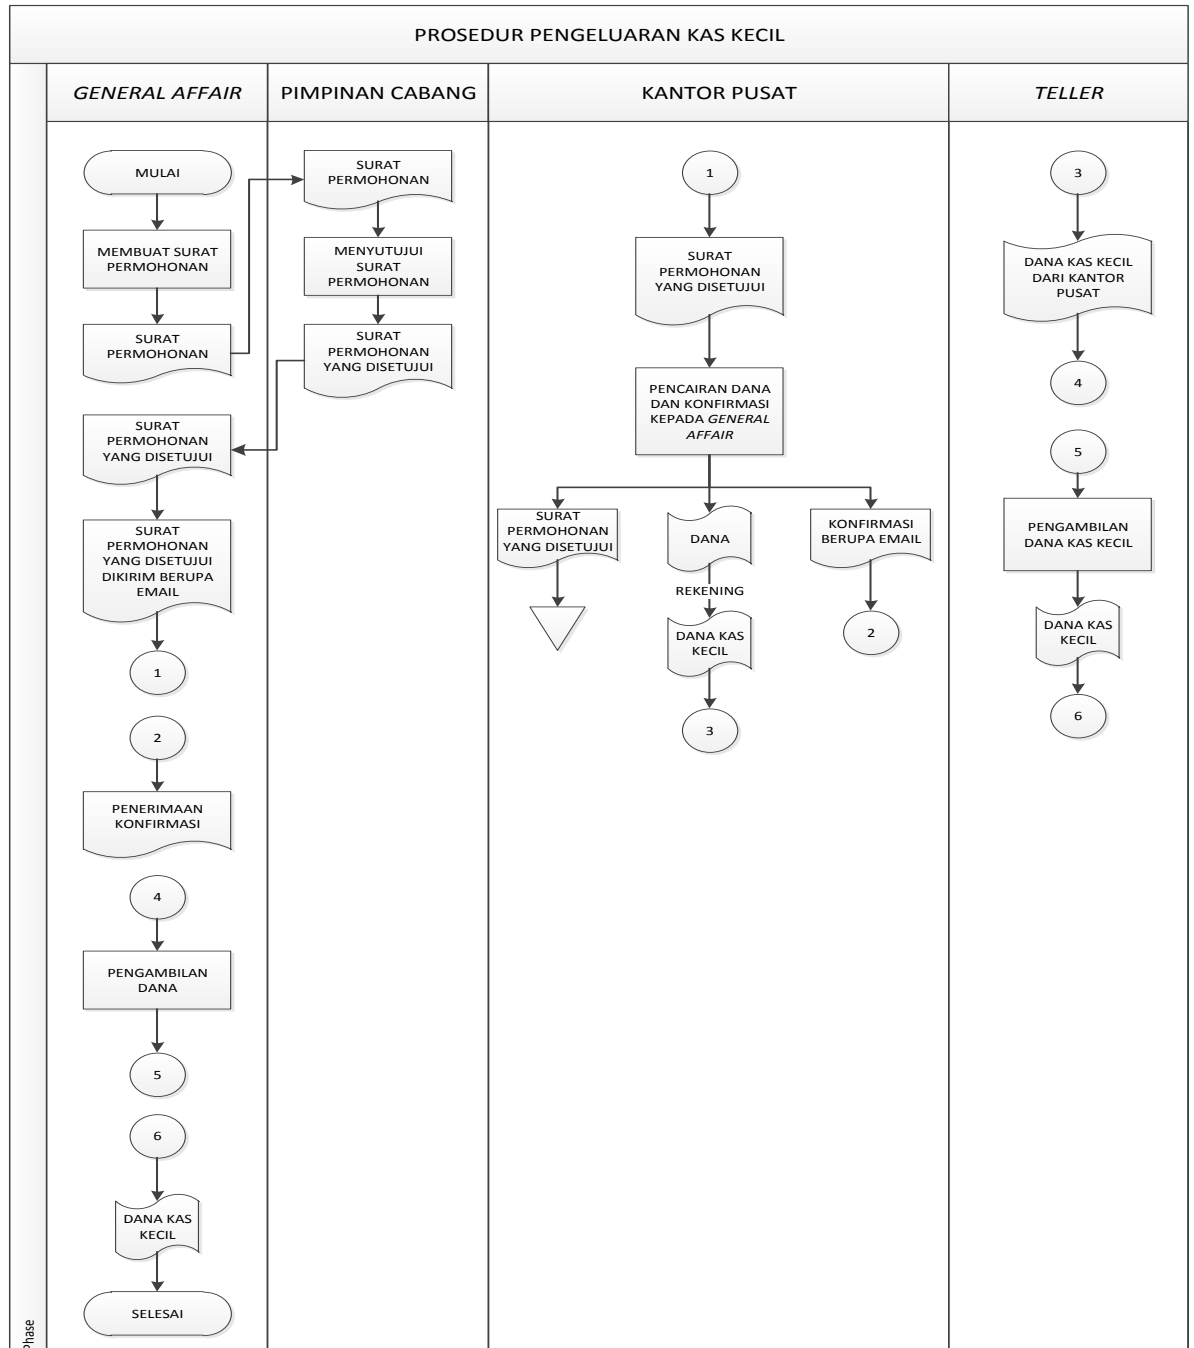 PROSEDUR PENGELUARAN KAS KECIL
GENERAL AFFAIR
PIMPINAN CABANG
KANTOR PUSAT
TELLER
MULAI
MEMBUAT SURAT
PERMOHONAN
SURAT
PERMOHONAN
SURAT
PERMOHONAN
YANG DISETUJUI
SURAT
PERMOHONAN
YANG DISETUJUI
DIKIRIM BERUPA
EMAIL
1
2
PENERIMAAN
KONFIRMASI
4
PENGAMBILAN
DANA
5
6
DANA KAS
KECIL
SELESAI
SURAT
PERMOHONAN
MENYUTUJUI
SURAT
PERMOHONAN
SURAT
PERMOHONAN
YANG DISETUJUI
1
SURAT
PERMOHONAN
YANG DISETUJUI
PENCAIRAN DANA
DAN KONFIRMASI
KEPADA GENERAL
AFFAIR
SURAT
PERMOHONAN
YANG DISETUJUI
DANA
REKENING
DANA KAS
KECIL
3
KONFIRMASI
BERUPA EMAIL
2
3
DANA KAS KECIL
DARI KANTOR
PUSAT
4
5
PENGAMBILAN
DANA KAS KECIL
DANA KAS
KECIL
6
Phase